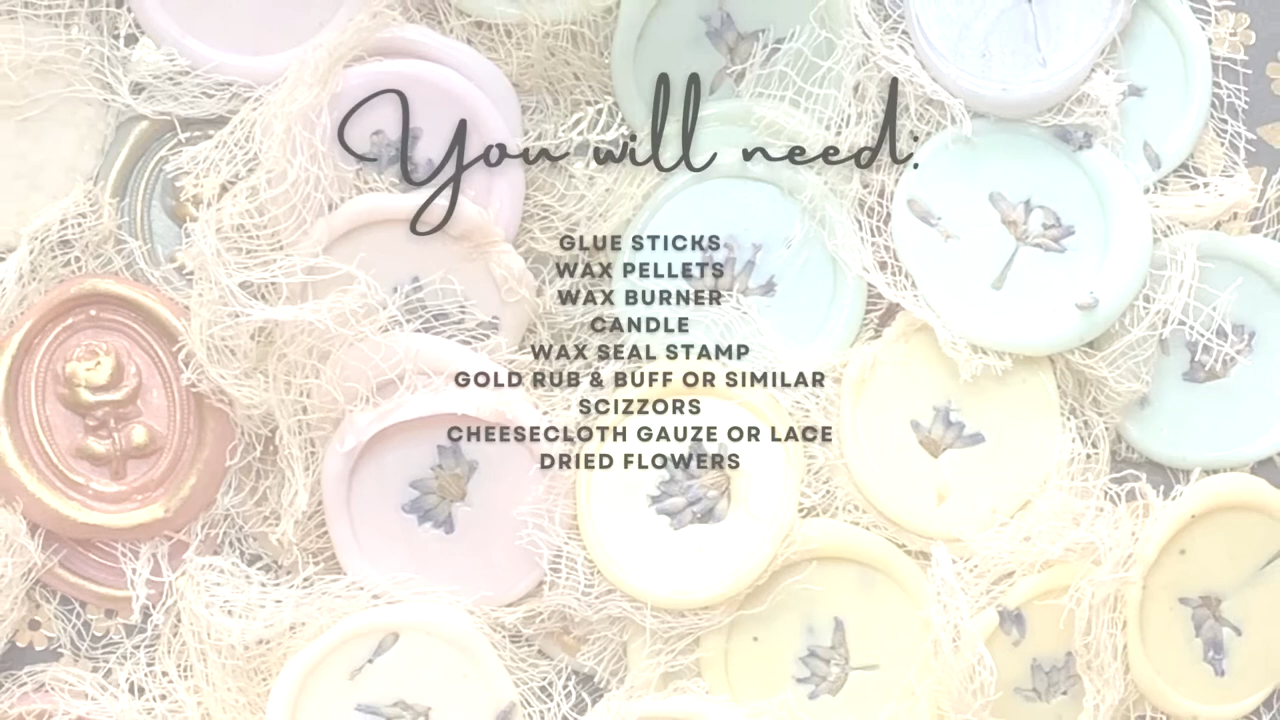 You will need:
GLUE STICKS
WAX PELLETS
WAX BURNER
CANDLE
WAX SEAL STAMP
GOLD RUB & BUFF OR SIMILAR
SCIZZORS
CHEESECLOTH GAUZE OR LACE
DRIED FLOWERS